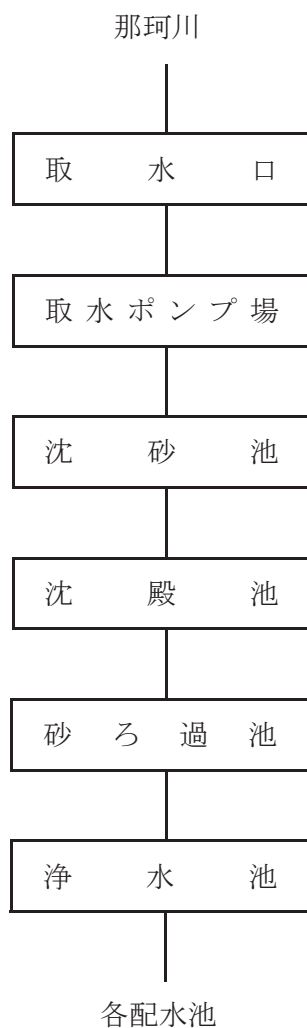 那珂川
取水口
取水ポンプ場
沈砂池
沈殿池
砂ろ過池
浄水池
各配水池